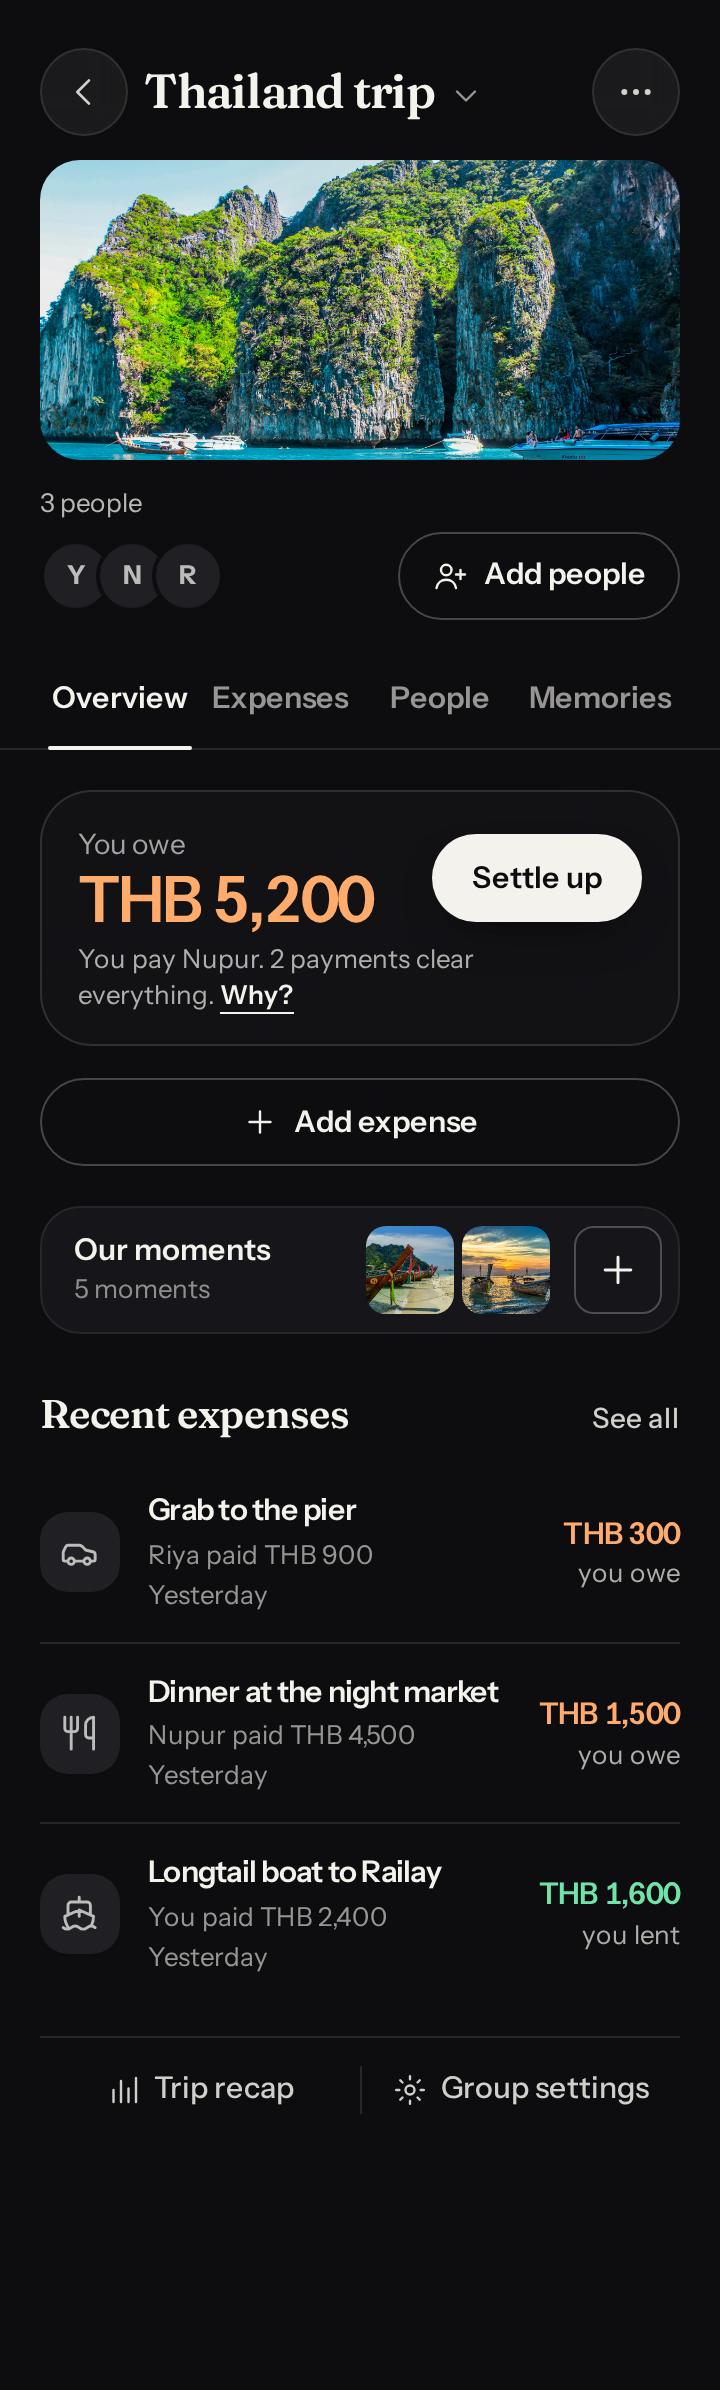 Thailand trip
3 people
Y N R
Add people
Overview Expenses People Memories
You owe
THB 5,200
Settle up
You pay Nupur. 2 payments clear
everything. Why?
Add expense
Our moments
5 moments
Recent expenses
See all
Grab to the pier
Riya paid THB 900
Yesterday
THB 300
you owe
Dinner at the night market
Nupur paid THB 4,500
Yesterday
THB 1,500
you owe
Longtail boat to Railay
You paid THB 2,400
Yesterday
THB 1,600
you lent
Trip recap
Group settings